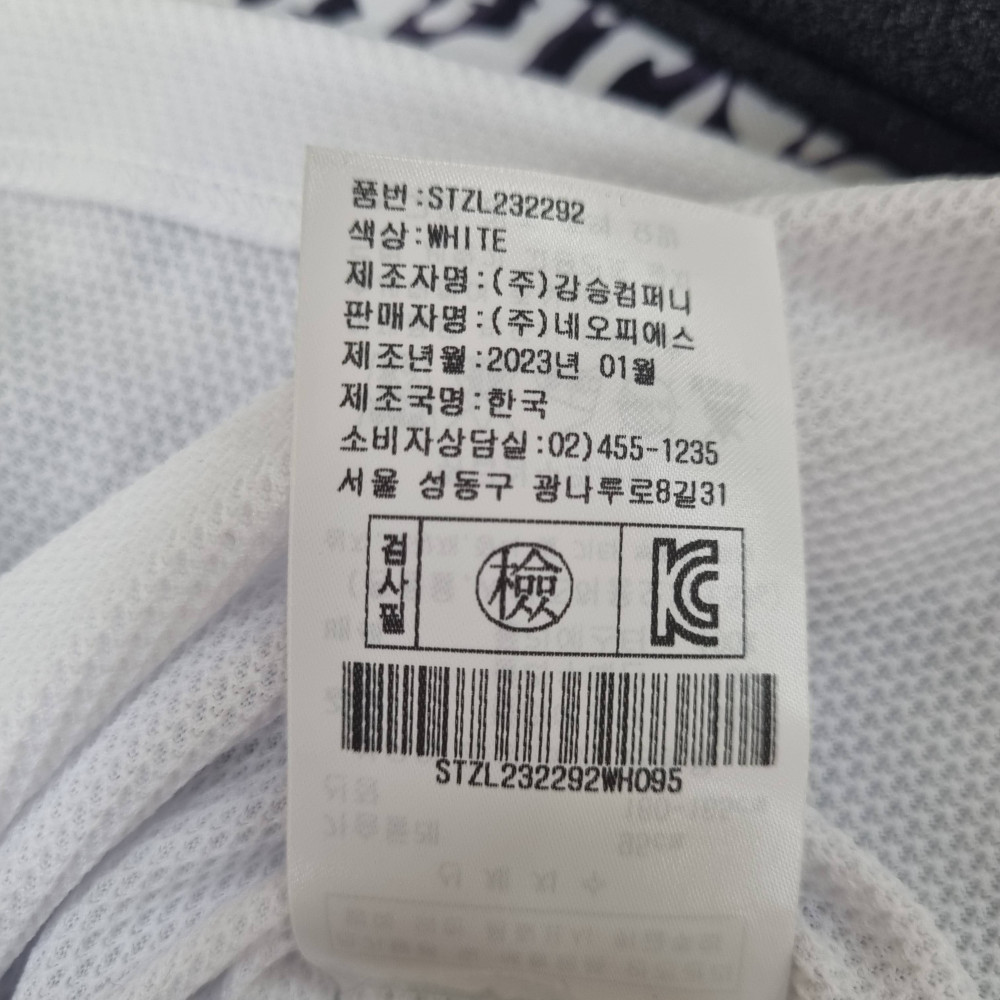 품번:STZL232292
색상:WHITE
제조자명:(주)강승컴퍼니
판매자명:(주)네오피에스
제조년월:2023년 01월
제조국명:한국
소비자상담실:02)455-1235
서울 성동구 광나루로8길31
검사필
檢
KC
STZL232292WH095